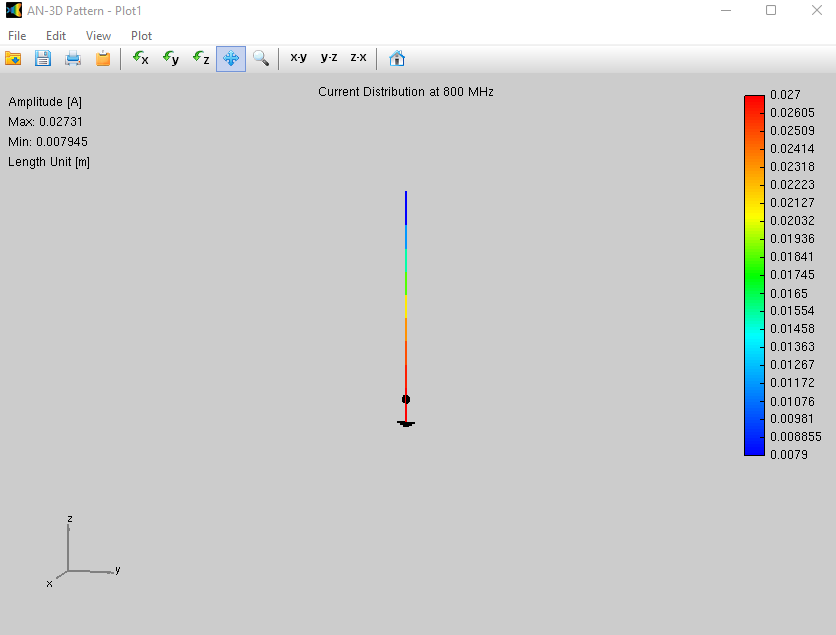 AN-3D Pattern - Plot1
File Edit View Plot
x y z x-y y-z z-x
Current Distribution at 800 MHz
Amplitude [A]
Max: 0.02731
Min: 0.007945
Length Unit [m]
0.027
0.02605
0.02509
0.02414
0.02318
0.02223
0.02127
0.02032
0.01936
0.01841
0.01745
0.0165
0.01554
0.01458
0.01363
0.01267
0.01172
0.01076
0.00981
0.008855
0.0079
z
y
x